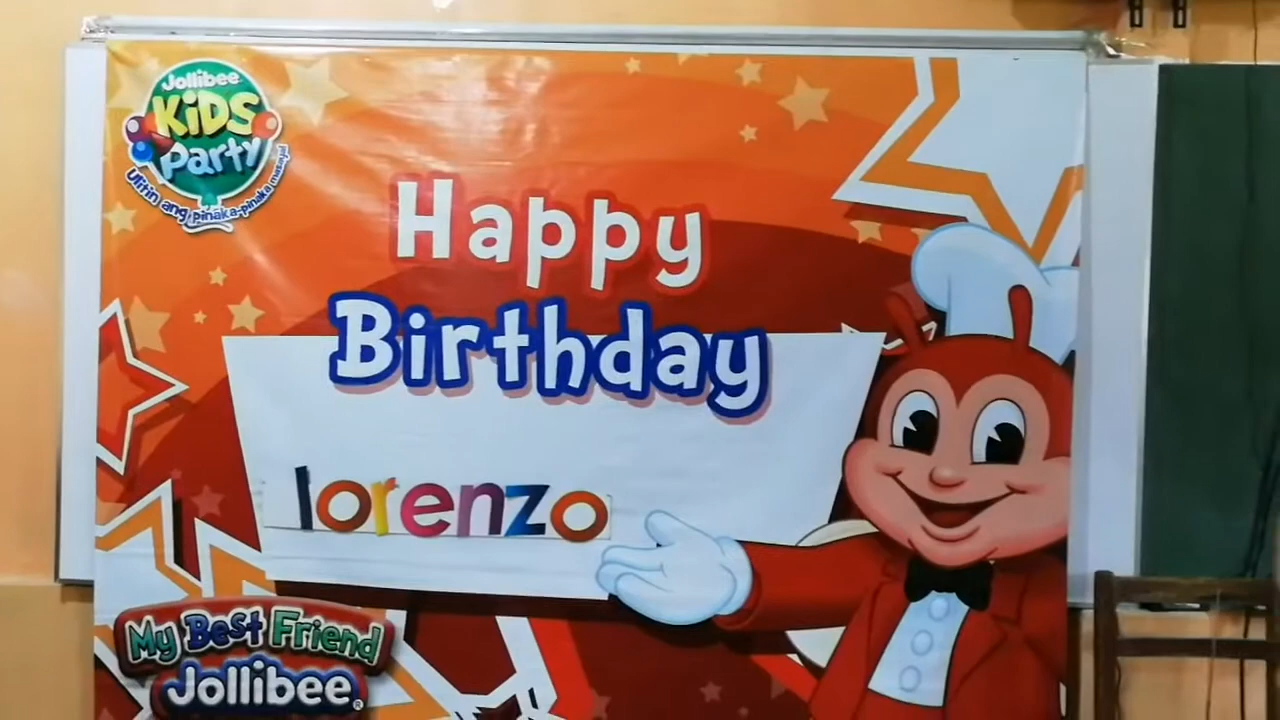 Jollibee
KiDS
Party
Ulitin ang pinaka-pinaka masaya!
Happy
Birthday
lorenzo
My Best Friend
Jollibee®